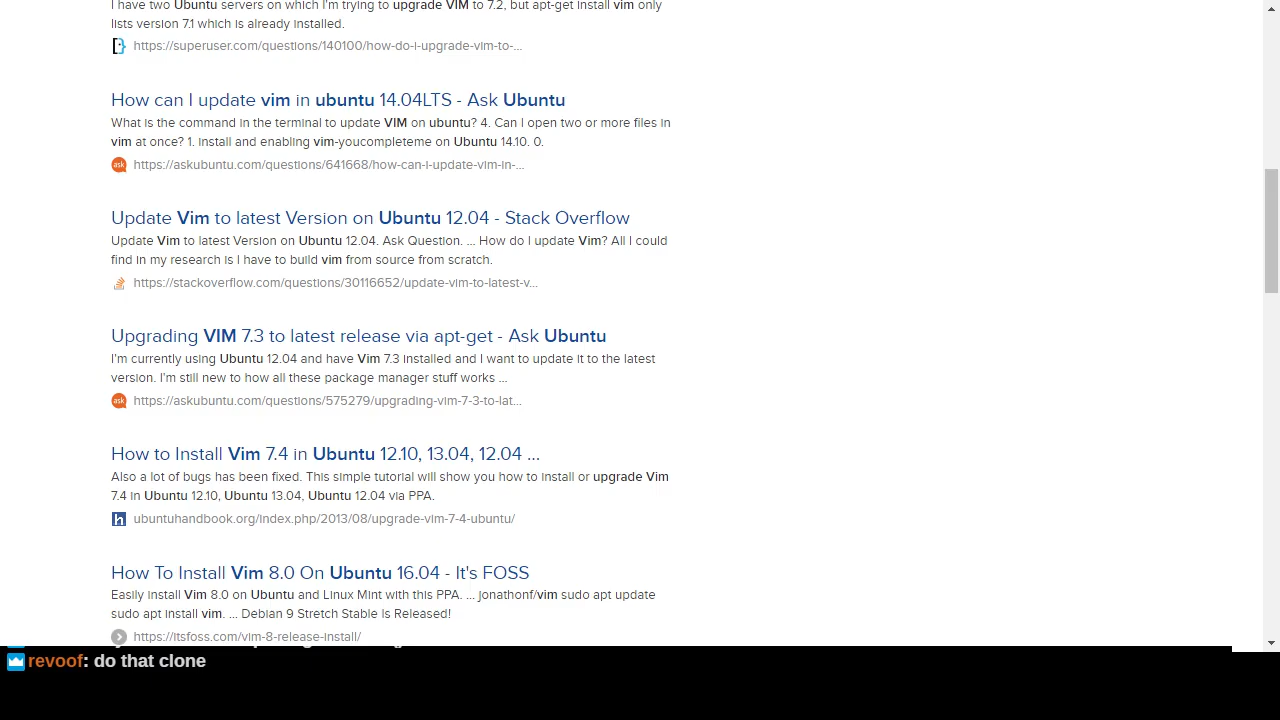 I have two Ubuntu servers on which I'm trying to upgrade VIM to 7.2, but apt-get install vim only
lists version 7.1 which is already installed.
https://superuser.com/questions/140100/how-do-i-upgrade-vim-to-...
How can I update vim in ubuntu 14.04LTS - Ask Ubuntu
What is the command in the terminal to update VIM on ubuntu? 4. Can I open two or more files in
vim at once? 1. install and enabling vim-youcompleteme on Ubuntu 14.10. 0.
ask
https://askubuntu.com/questions/641668/how-can-i-update-vim-in-...
Update Vim to latest Version on Ubuntu 12.04 - Stack Overflow
Update Vim to latest Version on Ubuntu 12.04. Ask Question. ... How do I update Vim? All I could
find in my research is I have to build vim from source from scratch.
https://stackoverflow.com/questions/30116652/update-vim-to-latest-v...
Upgrading VIM 7.3 to latest release via apt-get - Ask Ubuntu
I'm currently using Ubuntu 12.04 and have Vim 7.3 installed and I want to update it to the latest
version. I'm still new to how all these package manager stuff works ...
ask
https://askubuntu.com/questions/575279/upgrading-vim-7-3-to-lat...
How to Install Vim 7.4 in Ubuntu 12.10, 13.04, 12.04 ...
Also a lot of bugs has been fixed. This simple tutorial will show you how to install or upgrade Vim
7.4 in Ubuntu 12.10, Ubuntu 13.04, Ubuntu 12.04 via PPA.
h
ubuntuhandbook.org/index.php/2013/08/upgrade-vim-7-4-ubuntu/
How To Install Vim 8.0 On Ubuntu 16.04 - It's FOSS
Easily install Vim 8.0 on Ubuntu and Linux Mint with this PPA. ... jonathonf/vim sudo apt update
sudo apt install vim. ... Debian 9 Stretch Stable Is Released!
https://itsfoss.com/vim-8-release-install/
revoof: do that clone